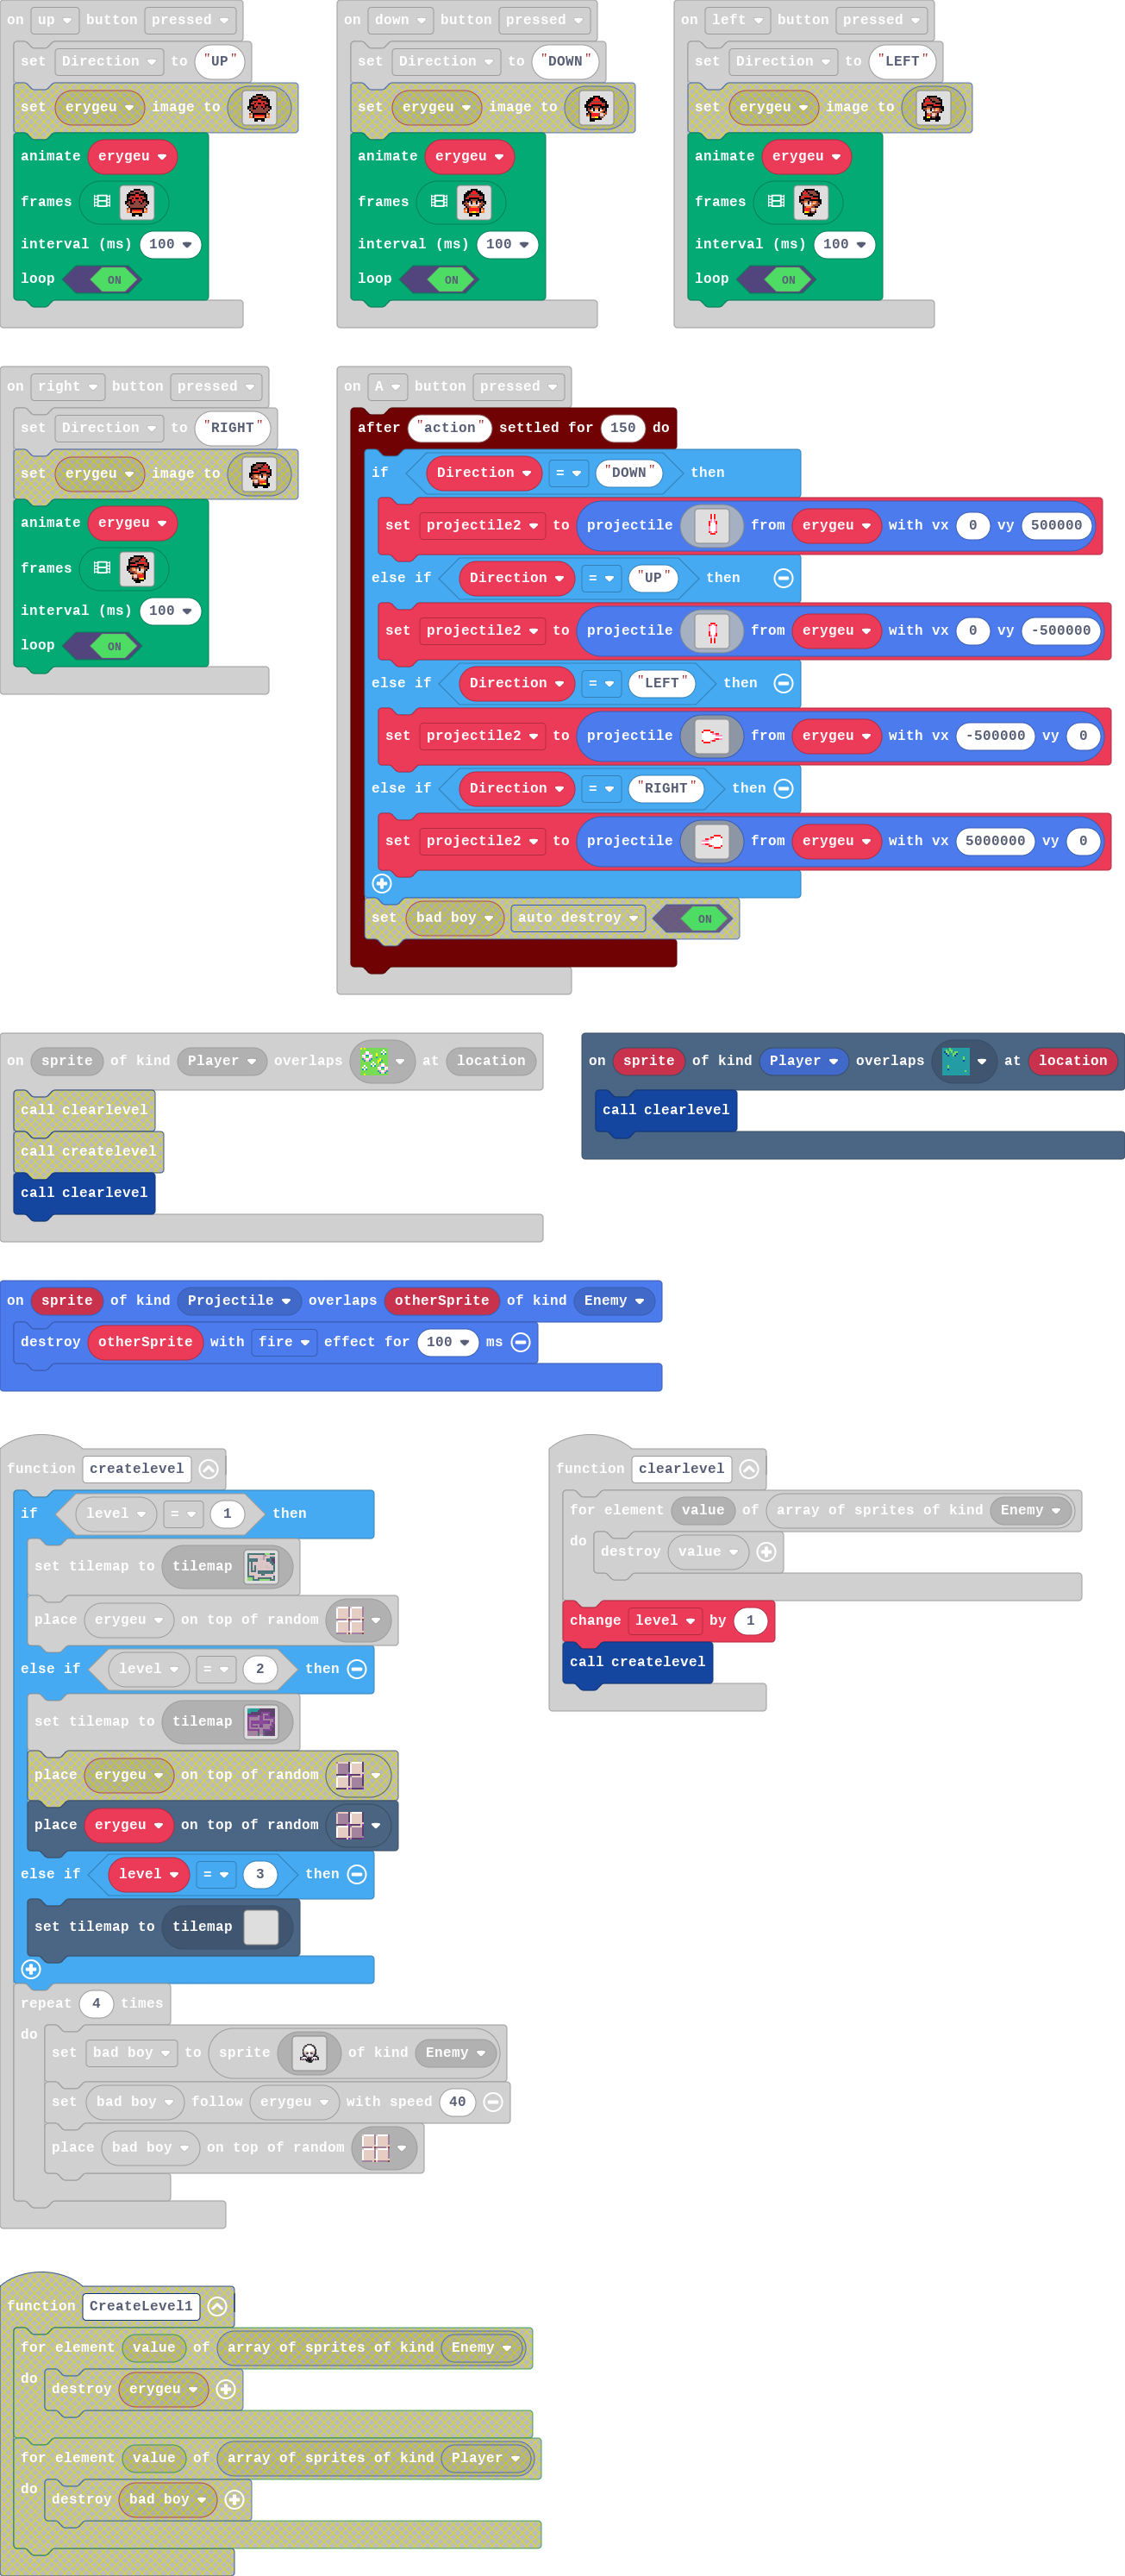 on up button pressed
set Direction to "UP"
set erygeu image to
animate erygeu
frames
interval (ms) 100
loop ON
on down button pressed
set Direction to "DOWN"
set erygeu image to
animate erygeu
frames
interval (ms) 100
loop ON
on left button pressed
set Direction to "LEFT"
set erygeu image to
animate erygeu
frames
interval (ms) 100
loop ON
on right button pressed
set Direction to "RIGHT"
set erygeu image to
animate erygeu
frames
interval (ms) 100
loop ON
on A button pressed
after "action" settled for 150 do
if Direction = "DOWN" then
set projectile2 to projectile from erygeu with vx 0 vy 500000
else if Direction = "UP" then
set projectile2 to projectile from erygeu with vx 0 vy -500000
else if Direction = "LEFT" then
set projectile2 to projectile from erygeu with vx -500000 vy 0
else if Direction = "RIGHT" then
set projectile2 to projectile from erygeu with vx 5000000 vy 0
set bad boy auto destroy ON
on sprite of kind Player overlaps at location
call clearlevel
call createlevel
call clearlevel
on sprite of kind Player overlaps at location
call clearlevel
on sprite of kind Projectile overlaps otherSprite of kind Enemy
destroy otherSprite with fire effect for 100 ms
function createlevel
if level = 1 then
set tilemap to tilemap
place erygeu on top of random
else if level = 2 then
set tilemap to tilemap
place erygeu on top of random
place erygeu on top of random
else if level = 3 then
set tilemap to tilemap
repeat 4 times
do
set bad boy to sprite of kind Enemy
set bad boy follow erygeu with speed 40
place bad boy on top of random
function clearlevel
for element value of array of sprites of kind Enemy
do
destroy value
change level by 1
call createlevel
function CreateLevel1
for element value of array of sprites of kind Enemy
do
destroy erygeu
for element value of array of sprites of kind Player
do
destroy bad boy